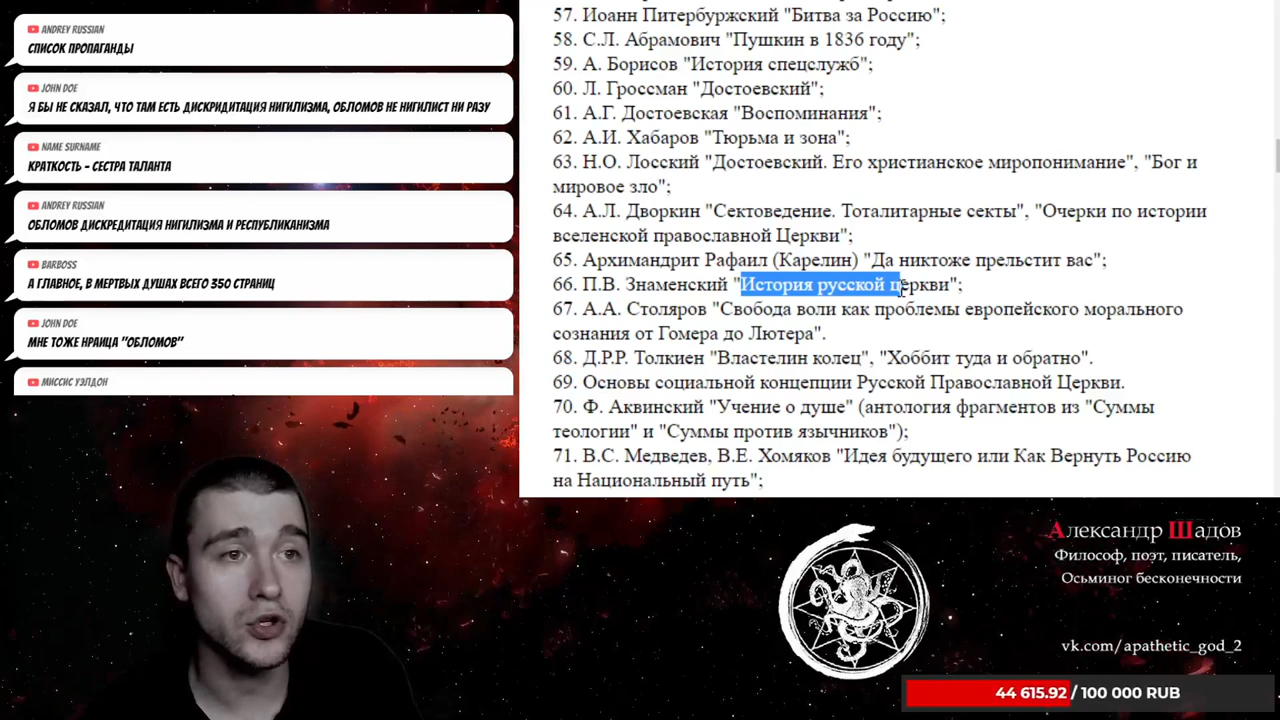 ANDREY RUSSIAN
СПИСОК ПРОПАГАНДЫ
JOHN DOE
Я БЫ НЕ СКАЗАЛ, ЧТО ТАМ ЕСТЬ ДИСКРИДИТАЦИЯ НИГИЛИЗМА, ОБЛОМОВ НЕ НИГИЛИСТ НИ РАЗУ
NAME SURNAME
КРАТКОСТЬ - СЕСТРА ТАЛАНТА
ANDREY RUSSIAN
ОБЛОМОВ ДИСКРЕДИТАЦИЯ НИГИЛИЗМА И РЕСПУБЛИКАНИЗМА
BARBOSS
А ГЛАВНОЕ, В МЕРТВЫХ ДУШАХ ВСЕГО 350 СТРАНИЦ
JOHN DOE
МНЕ ТОЖЕ НРАИЦА "ОБЛОМОВ"
МИССИС УЭЛДОН
57. Иоанн Питербуржский "Битва за Россию";
58. С.Л. Абрамович "Пушкин в 1836 году";
59. А. Борисов "История спецслужб";
60. Л. Гроссман "Достоевский";
61. А.Г. Достоевская "Воспоминания";
62. А.И. Хабаров "Тюрьма и зона";
63. Н.О. Лосский "Достоевский. Его христианское миропонимание", "Бог и
мировое зло";
64. А.Л. Дворкин "Сектоведение. Тоталитарные секты", "Очерки по истории
вселенской православной Церкви";
65. Архимандрит Рафаил (Карелин) "Да никтоже прельстит вас";
66. П.В. Знаменский "История русской церкви";
67. А.А. Столяров "Свобода воли как проблемы европейского морального
сознания от Гомера до Лютера".
68. Д.Р.Р. Толкиен "Властелин колец", "Хоббит туда и обратно".
69. Основы социальной концепции Русской Православной Церкви.
70. Ф. Аквинский "Учение о душе" (антология фрагментов из "Суммы
теологии" и "Суммы против язычников");
71. В.С. Медведев, В.Е. Хомяков "Идея будущего или Как Вернуть Россию
на Национальный путь";
Александр Шадов
Философ, поэт, писатель,
Осьминог бесконечности
vk.com/apathetic_god_2
44 615.92 / 100 000 RUB